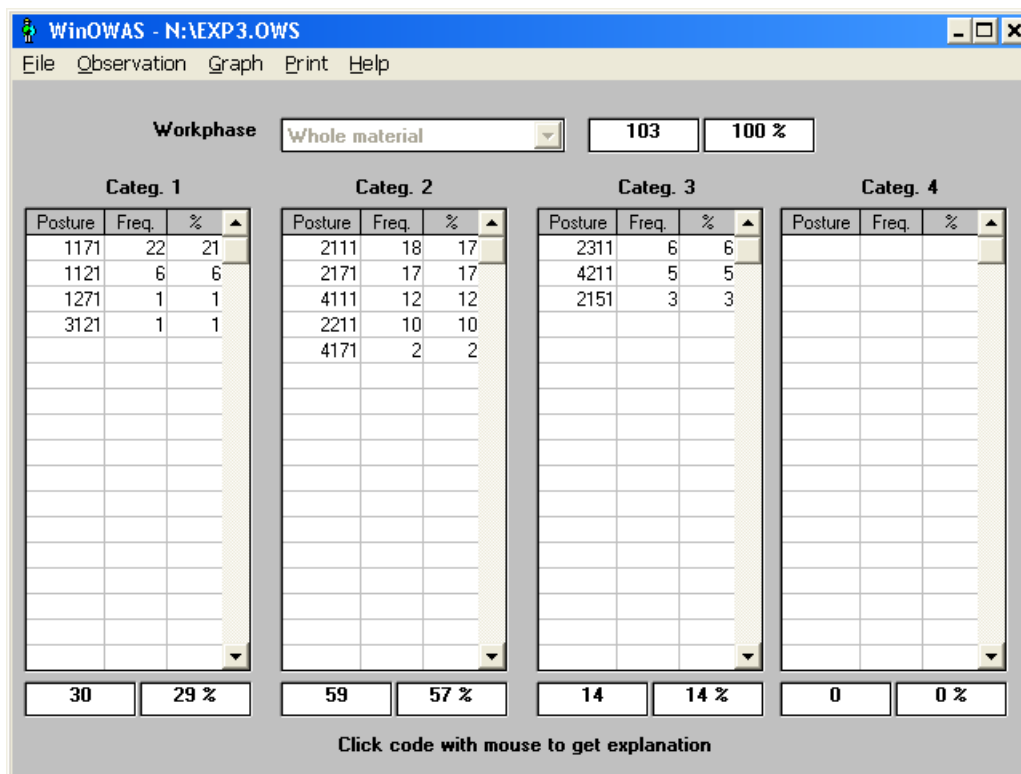 WinOWAS - N:\EXP3.OWS
File Observation Graph Print Help
Workphase Whole material 103 100 %
Categ. 1 Categ. 2 Categ. 3 Categ. 4
Posture Freq. % Posture Freq. % Posture Freq. % Posture Freq. %
1171 22 21 2111 18 17 2311 6 6
1121 6 6 2171 17 17 4211 5 5
1271 1 1 4111 12 12 2151 3 3
3121 1 1 2211 10 10
4171 2 2
30 29 % 59 57 % 14 14 % 0 0 %
Click code with mouse to get explanation